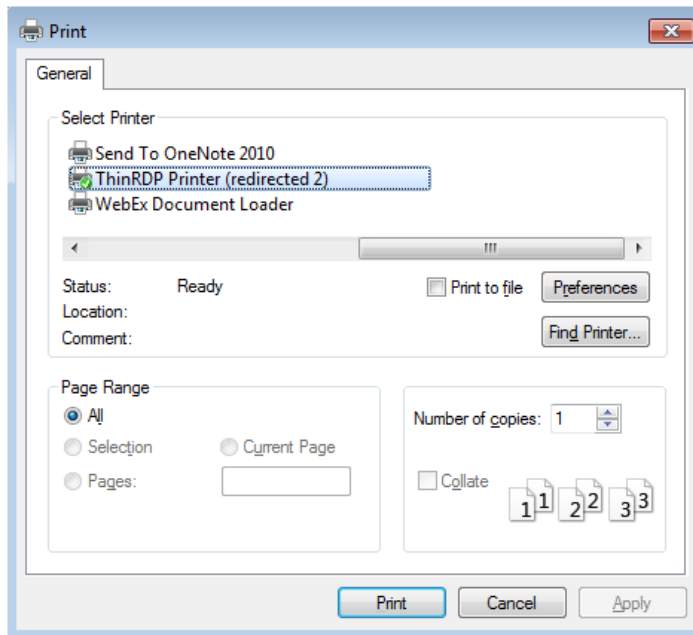 Print
General
Select Printer
Send To OneNote 2010
ThinRDP Printer (redirected 2)
WebEx Document Loader
Status: Ready
Print to file
Preferences
Location:
Comment:
Find Printer...
Page Range
All
Selection
Current Page
Pages:
Number of copies: 1
Collate
1 1 2 2 3 3
Print Cancel Apply